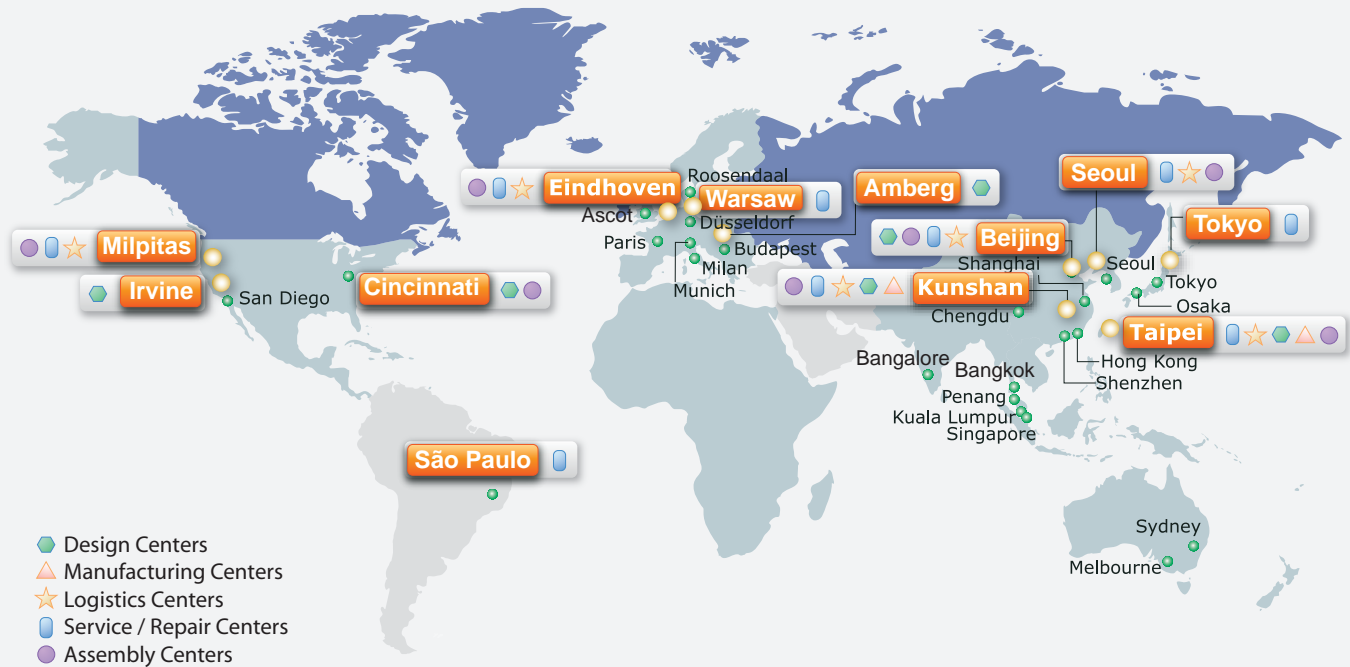 Roosendaal
Eindhoven
Warsaw
Amberg
Seoul
Ascot
Düsseldorf
Tokyo
Milpitas
Paris
Budapest
Beijing
Shanghai
Seoul
Milan
Irvine
San Diego
Cincinnati
Munich
Kunshan
Tokyo
Osaka
Chengdu
Taipei
Hong Kong
Bangalore
Bangkok
Shenzhen
Penang
Kuala Lumpur
Singapore
São Paulo
Sydney
Melbourne
Design Centers
Manufacturing Centers
Logistics Centers
Service / Repair Centers
Assembly Centers